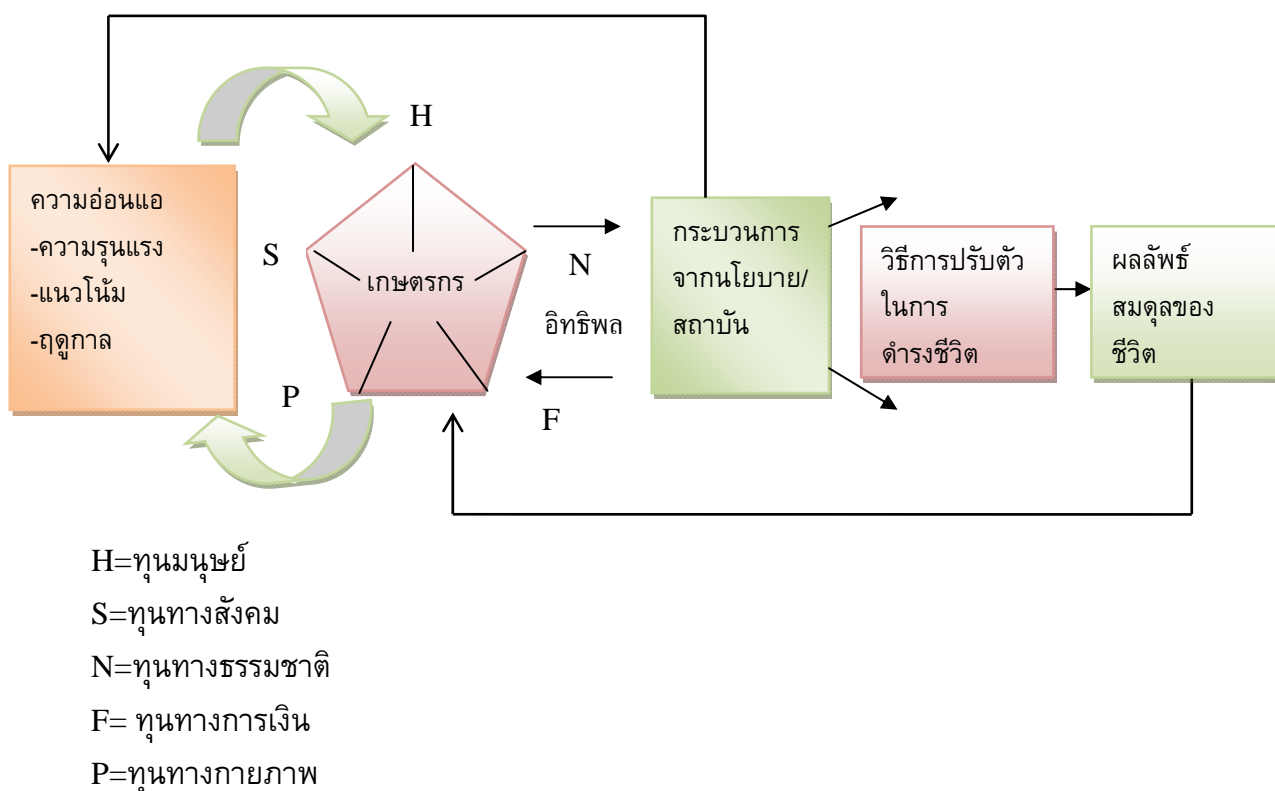 H
ความอ่อนแอ
-ความรุนแรง
-แนวโน้ม
-ฤดูกาล
S
เกษตรกร
P
N
อิทธิพล
F
กระบวนการ
จากนโยบาย/
สถาบัน
วิธีการปรับตัว
ในการ
ดำรงชีวิต
ผลลัพธ์
สมดุลของ
ชีวิต
H=ทุนมนุษย์
S=ทุนทางสังคม
N=ทุนทางธรรมชาติ
F= ทุนทางการเงิน
P=ทุนทางกายภาพ